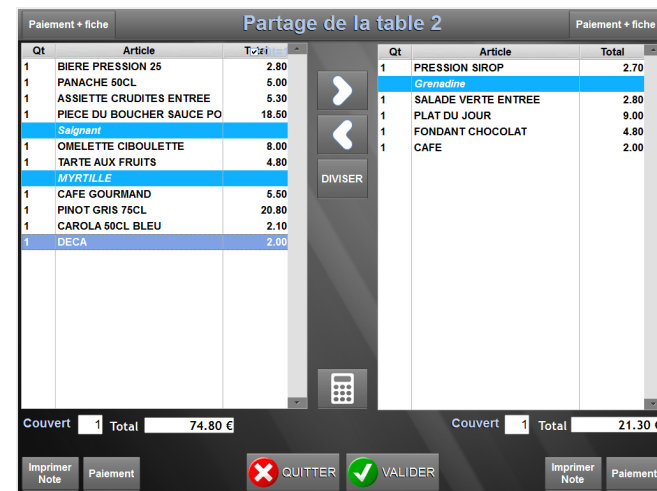 Paiement + fiche
Partage de la table 2
Paiement + fiche
Qt Article Total
1 BIERE PRESSION 25 2.80
1 PANACHE 50CL 5.00
1 ASSIETTE CRUDITES ENTREE 5.30
1 PIECE DU BOUCHER SAUCE PO 18.50
Saignant
1 OMELETTE CIBOULETTE 8.00
1 TARTE AUX FRUITS 4.80
MYRTILLE
1 CAFE GOURMAND 5.50
1 PINOT GRIS 75CL 20.80
1 CAROLA 50CL BLEU 2.10
1 DECA 2.00
DIVISER
Qt Article Total
1 PRESSION SIROP 2.70
Grenadine
1 SALADE VERTE ENTREE 2.80
1 PLAT DU JOUR 9.00
1 FONDANT CHOCOLAT 4.80
1 CAFE 2.00
Couvert 1 Total 74.80 €
Couvert 1 Total 21.30 €
Imprimer
Note
Paiement
QUITTER
VALIDER
Imprimer
Note
Paiement